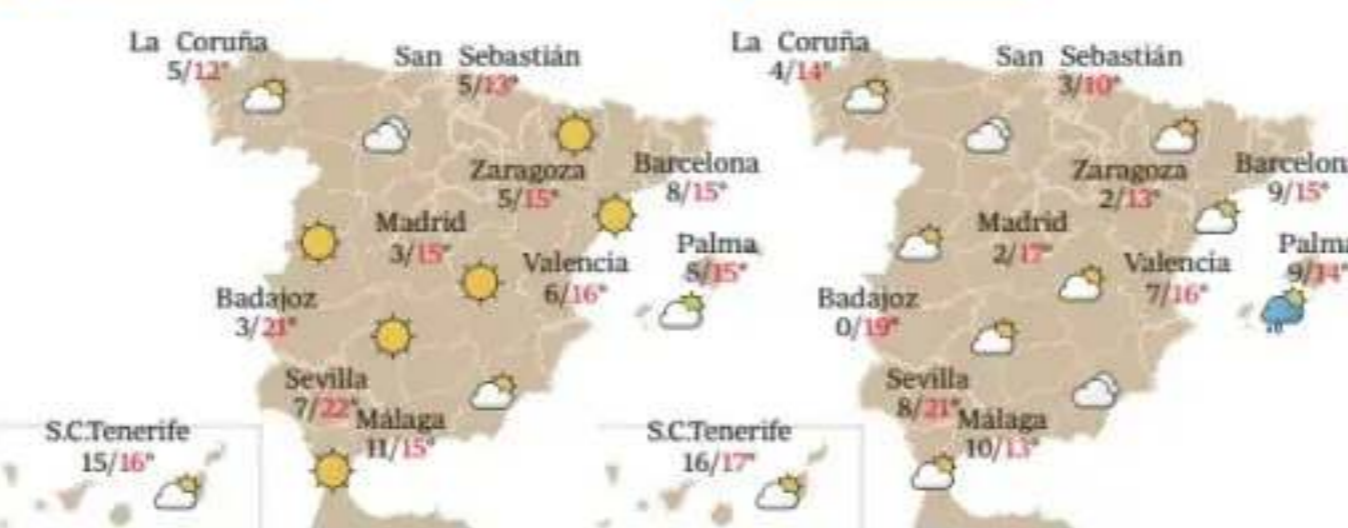 La Coruña
5/12°
San Sebastián
5/13°
Zaragoza
5/15°
Barcelona
8/15°
Madrid
3/15°
Palma
8/15°
Valencia
6/16°
Badajoz
3/21°
Sevilla
7/22°
Málaga
11/15°
S.C.Tenerife
15/16°
La Coruña
4/14°
San Sebastián
3/10°
Zaragoza
2/13°
Barcelon
9/15°
Madrid
2/17°
Palma
9/14°
Valencia
7/16°
Badajoz
0/19°
Sevilla
8/21°
Málaga
10/13°
S.C.Tenerife
16/17°